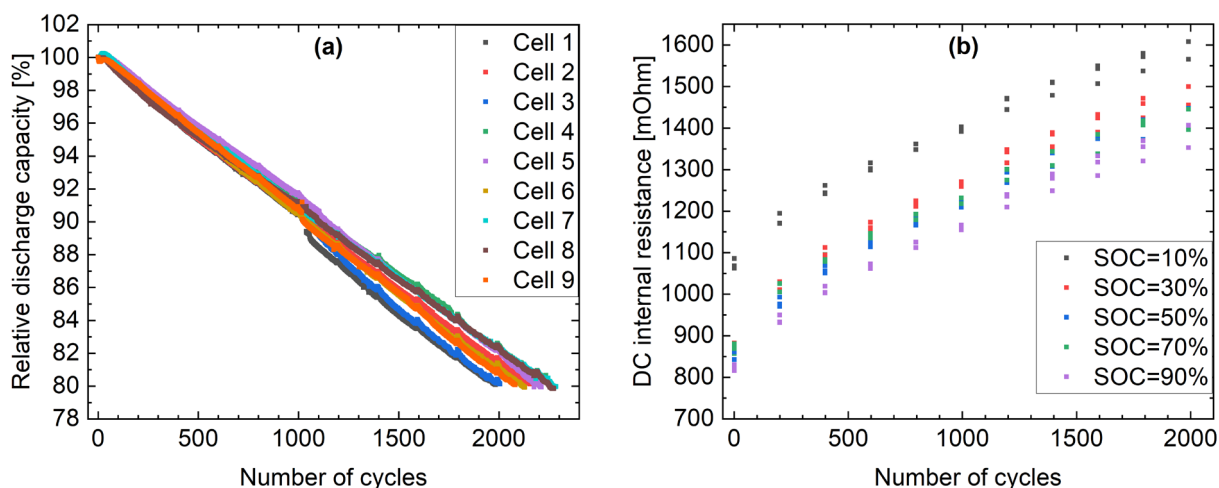 (a)
Relative discharge capacity [%]
102
100
98
96
94
92
90
88
86
84
82
80
78
0
500
1000
1500
2000
Number of cycles
Cell 1
Cell 2
Cell 3
Cell 4
Cell 5
Cell 6
Cell 7
Cell 8
Cell 9
(b)
DC internal resistance [mOhm]
1600
1500
1400
1300
1200
1100
1000
900
800
700
0
500
1000
1500
2000
Number of cycles
SOC=10%
SOC=30%
SOC=50%
SOC=70%
SOC=90%